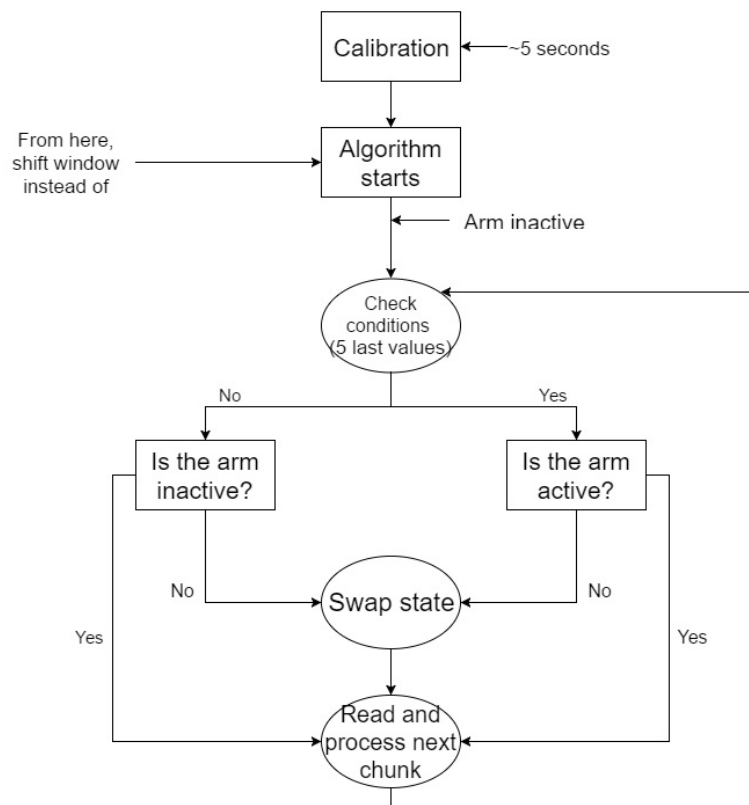 Calibration
~5 seconds
From here,
shift window
instead of
Algorithm
starts
Arm inactive
Check
conditions
(5 last values)
No
Yes
Is the arm
inactive?
Is the arm
active?
No
No
Swap state
Yes
Yes
Read and
process next
chunk